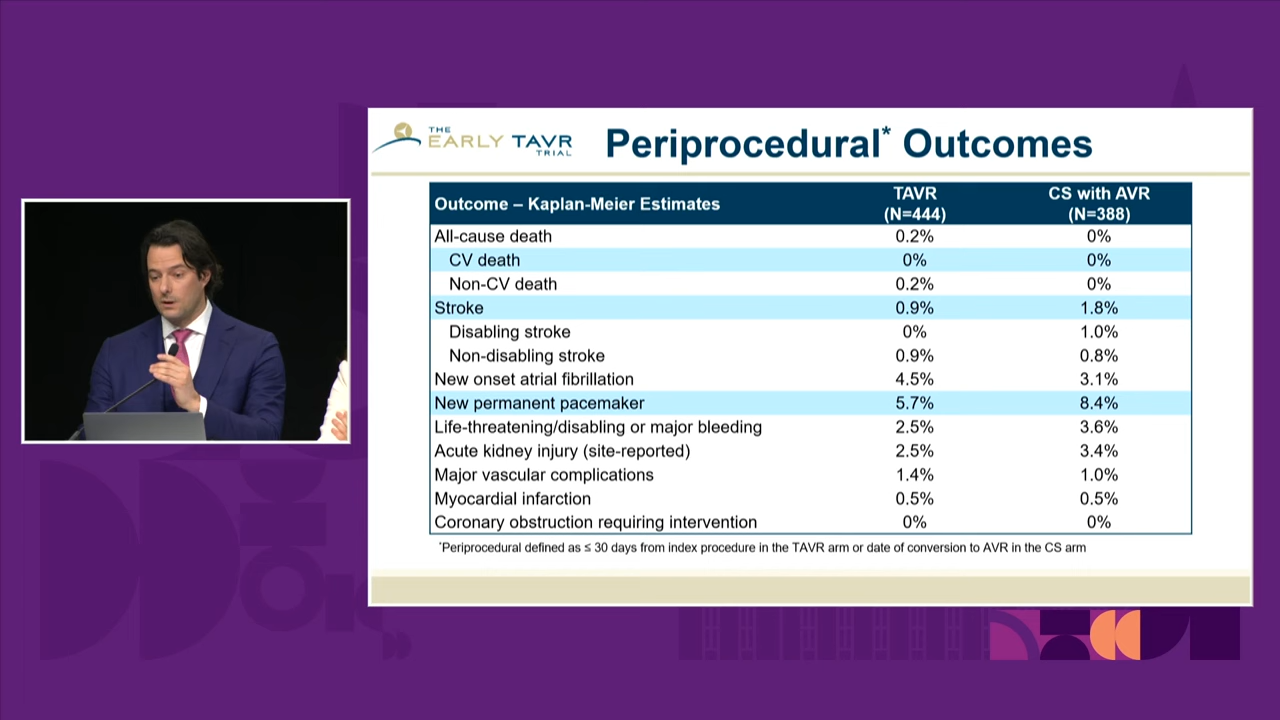 THE
EARLY TAVR
TRIAL
Periprocedural* Outcomes
Outcome – Kaplan-Meier Estimates TAVR (N=444) CS with AVR (N=388)
All-cause death 0.2% 0%
CV death 0% 0%
Non-CV death 0.2% 0%
Stroke 0.9% 1.8%
Disabling stroke 0% 1.0%
Non-disabling stroke 0.9% 0.8%
New onset atrial fibrillation 4.5% 3.1%
New permanent pacemaker 5.7% 8.4%
Life-threatening/disabling or major bleeding 2.5% 3.6%
Acute kidney injury (site-reported) 2.5% 3.4%
Major vascular complications 1.4% 1.0%
Myocardial infarction 0.5% 0.5%
Coronary obstruction requiring intervention 0% 0%
*Periprocedural defined as ≤ 30 days from index procedure in the TAVR arm or date of conversion to AVR in the CS arm